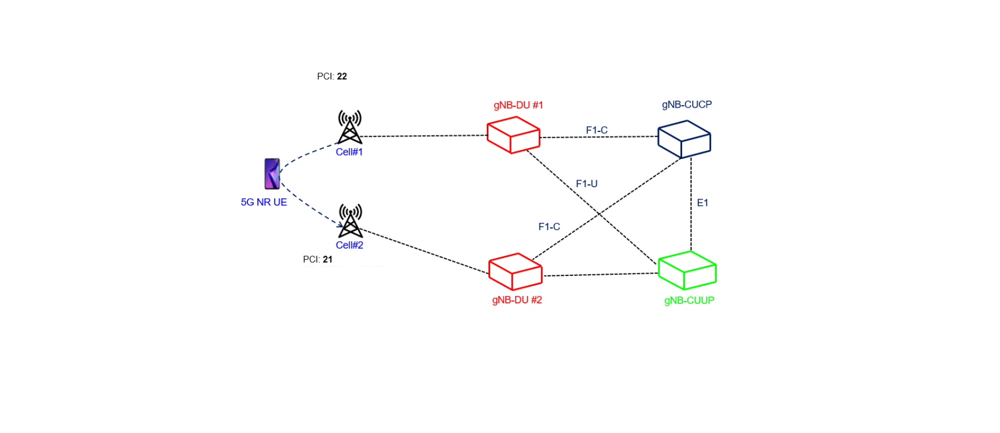 PCI: 22
gNB-DU #1
gNB-CUCP
F1-C
Cell#1
F1-U
5G NR UE
E1
F1-C
Cell#2
PCI: 21
gNB-DU #2
gNB-CUUP